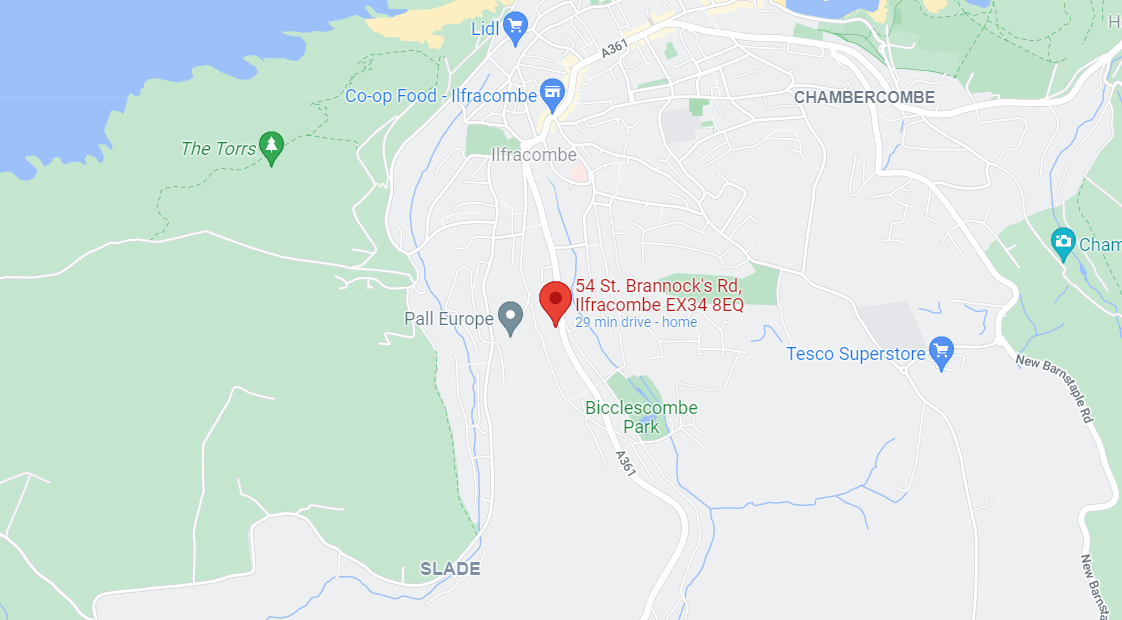 Lidl
A361
Co-op Food - Ilfracombe
CHAMBERCOMBE
The Torrs
Ilfracombe
Cham
54 St. Brannock's Rd,
Ilfracombe EX34 8EQ
29 min drive - home
Pall Europe
Tesco Superstore
New Barnstaple Rd
Bicclescombe
Park
A361
SLADE
New Barnsta
H